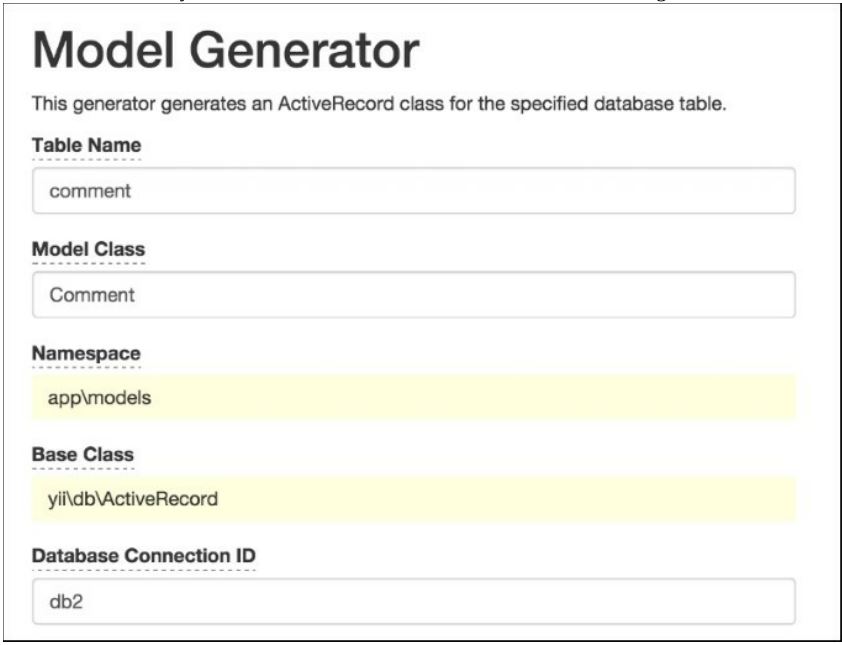 Model Generator
This generator generates an ActiveRecord class for the specified database table.
Table Name
comment
Model Class
Comment
Namespace
app\models
Base Class
yii\db\ActiveRecord
Database Connection ID
db2